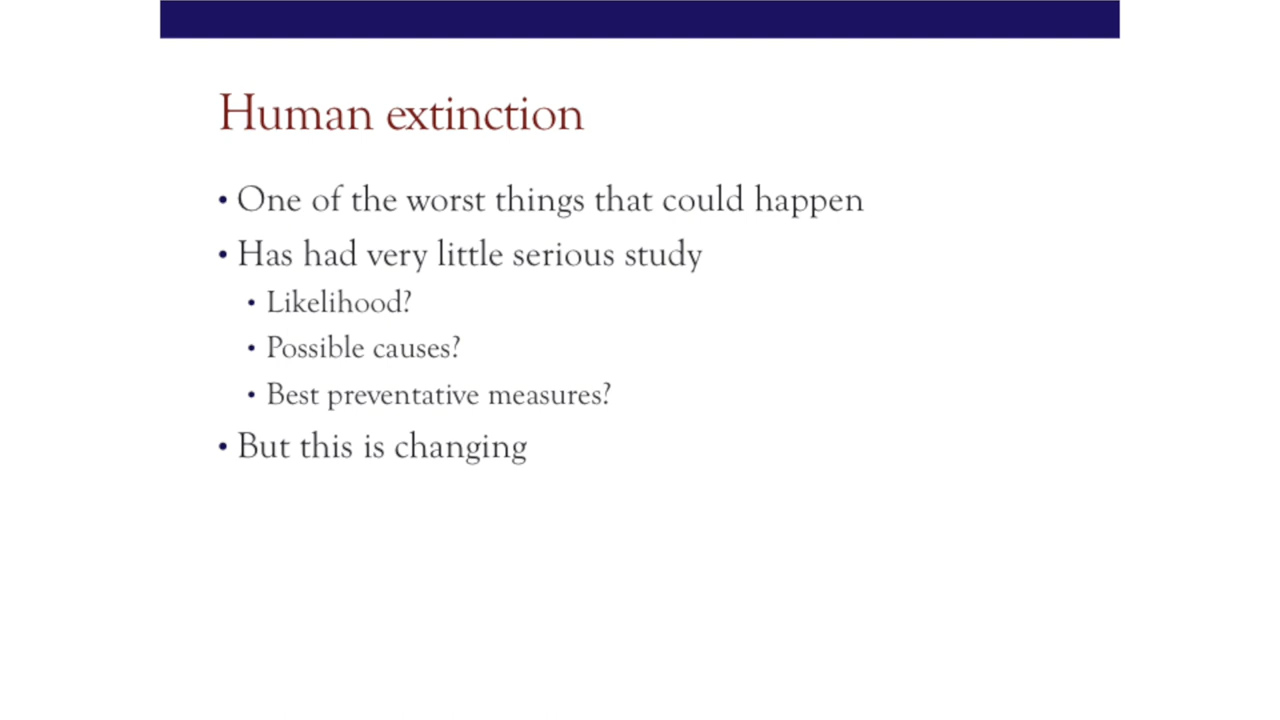 Human extinction
• One of the worst things that could happen
• Has had very little serious study
• Likelihood?
• Possible causes?
• Best preventative measures?
• But this is changing